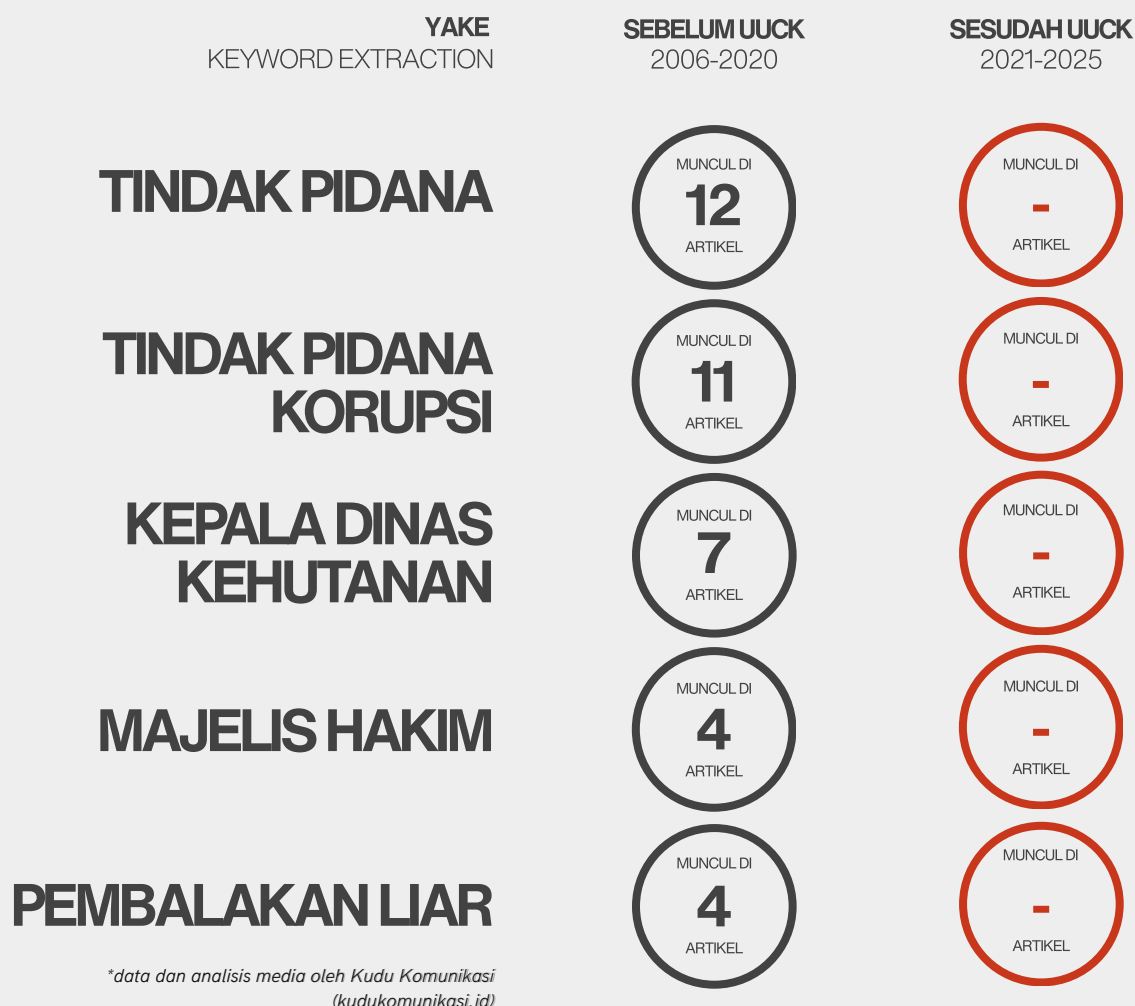 YAKE
KEYWORD EXTRACTION
SEBELUM UUCK
2006-2020
SESUDAH UUCK
2021-2025
TINDAK PIDANA
MUNCUL DI
12
ARTIKEL
MUNCUL DI
-
ARTIKEL
TINDAK PIDANA
KORUPSI
MUNCUL DI
11
ARTIKEL
MUNCUL DI
-
ARTIKEL
KEPALA DINAS
KEHUTANAN
MUNCUL DI
7
ARTIKEL
MUNCUL DI
-
ARTIKEL
MAJELIS HAKIM
MUNCUL DI
4
ARTIKEL
MUNCUL DI
-
ARTIKEL
PEMBALAKAN LIAR
MUNCUL DI
4
ARTIKEL
MUNCUL DI
-
ARTIKEL
*data dan analisis media oleh Kudu Komunikasi
(kudukomunikasi.id)